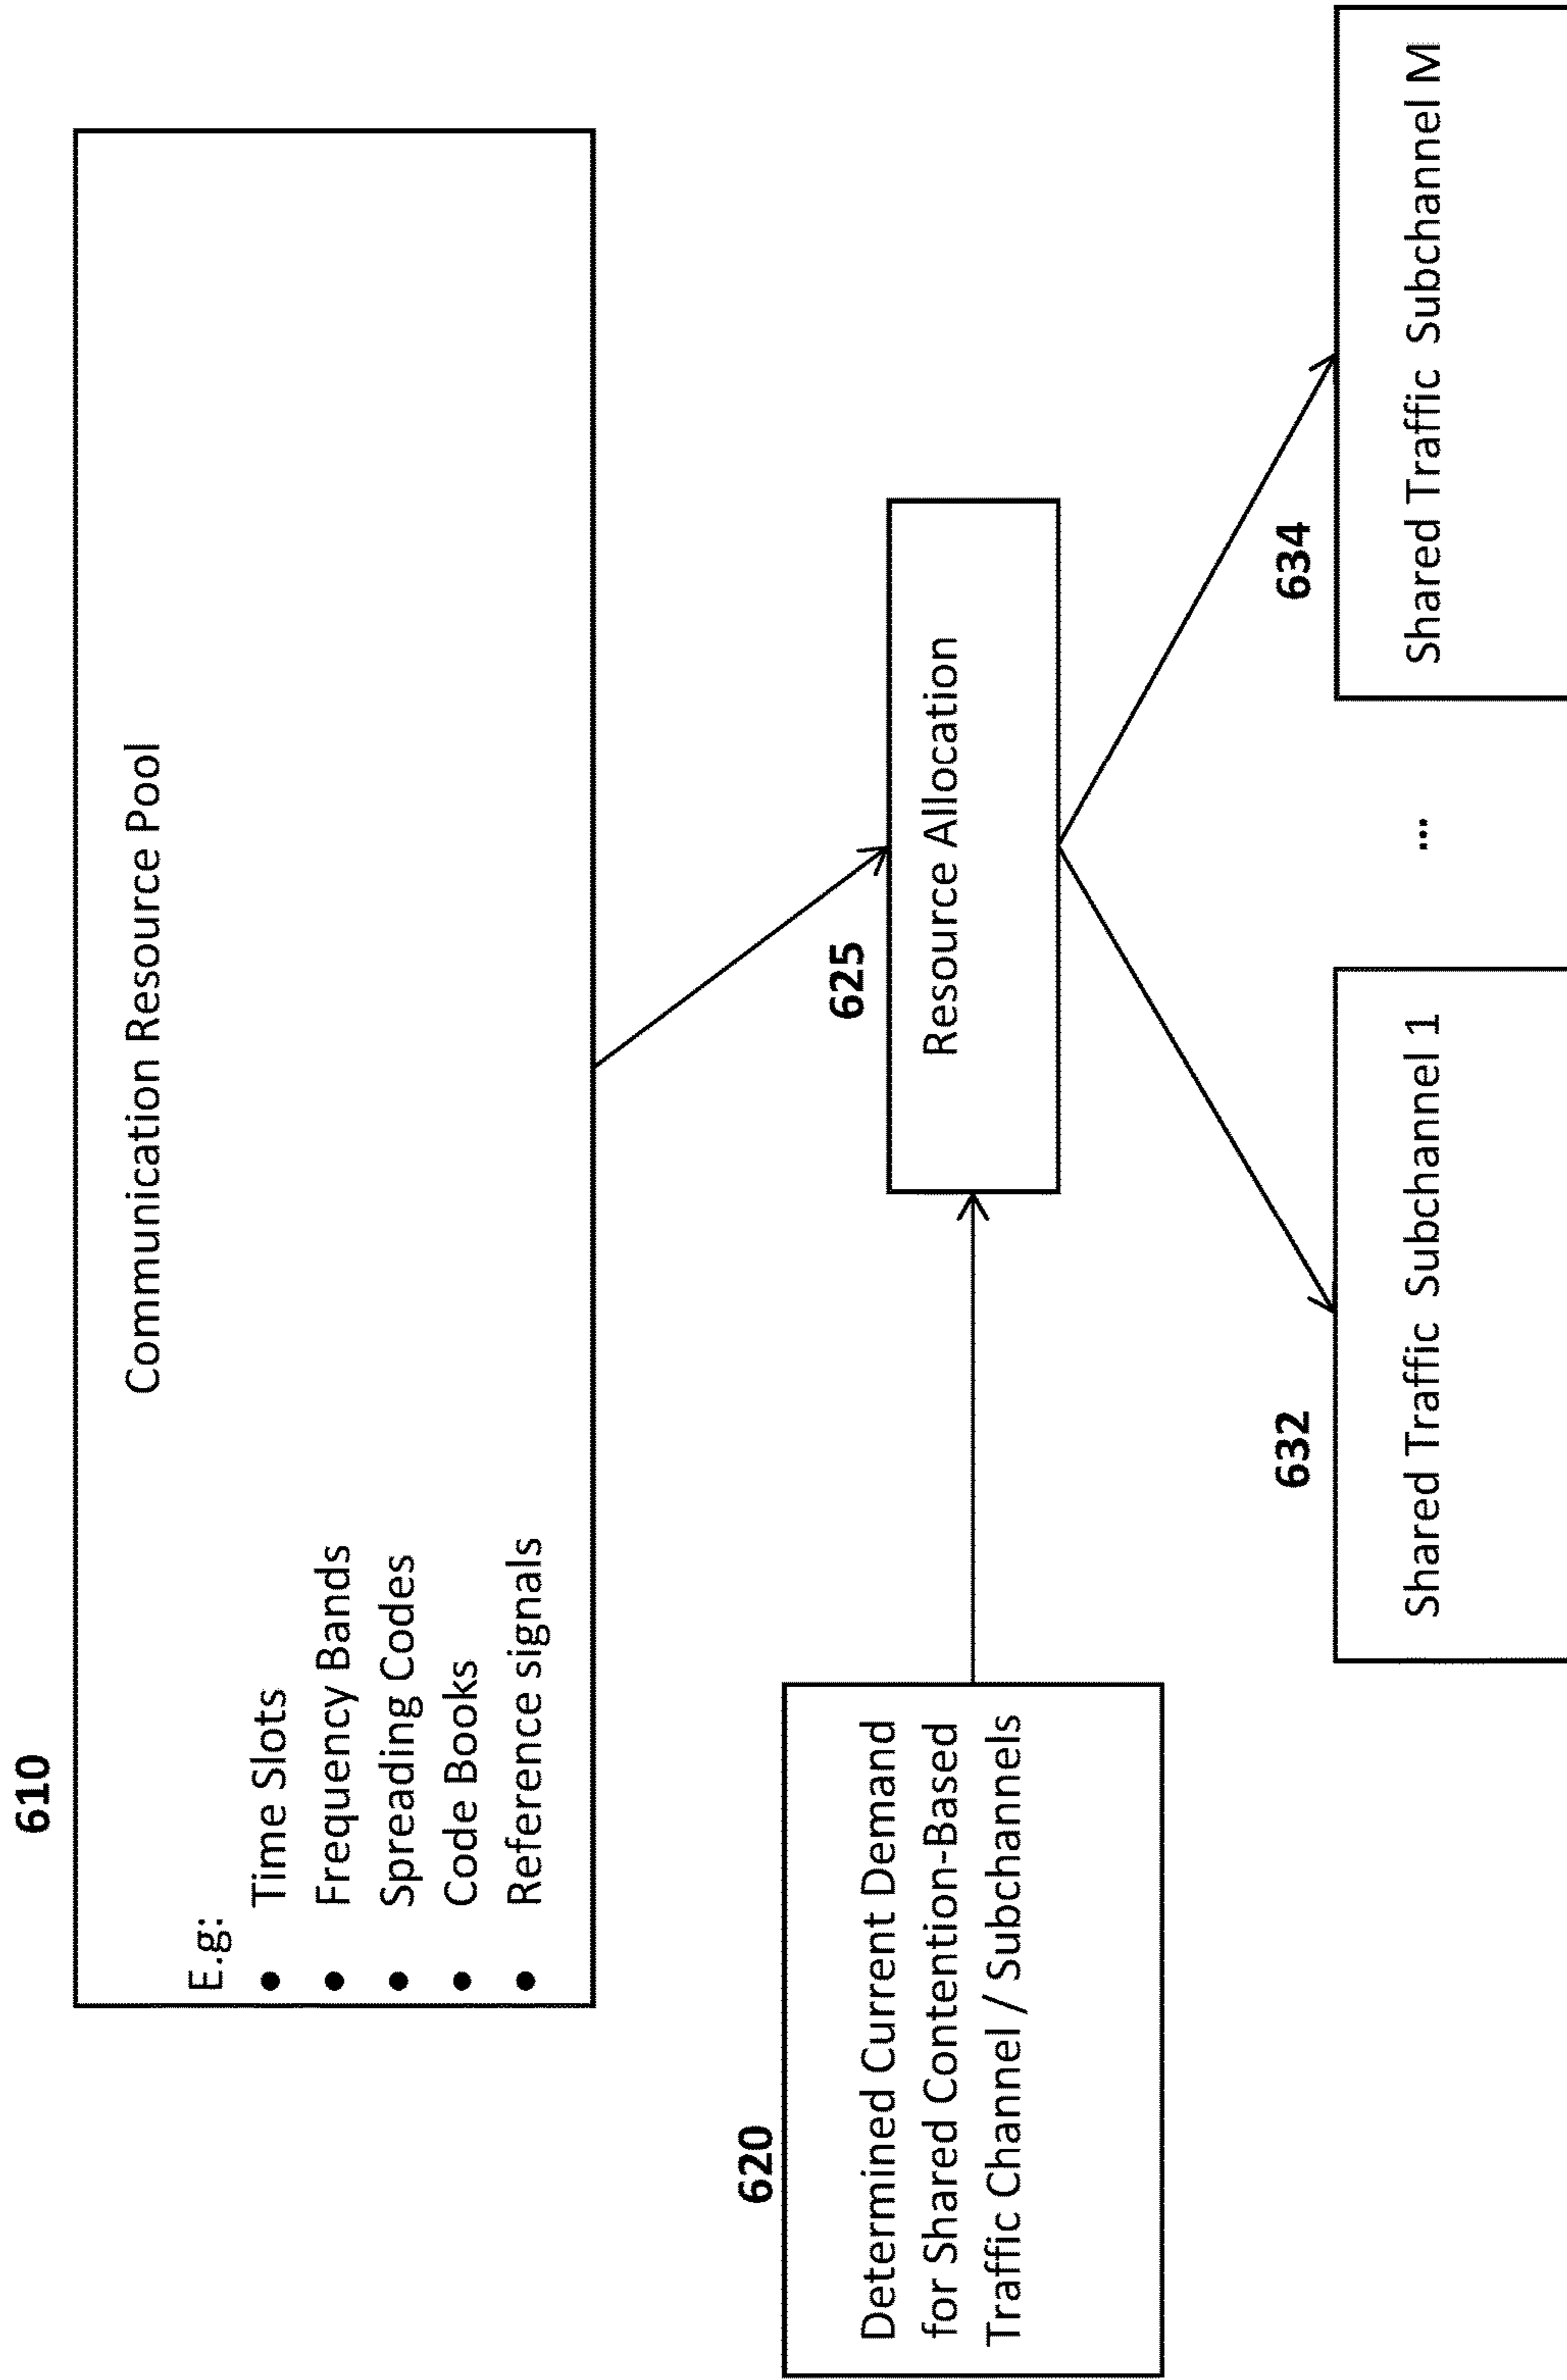 610
Communication Resource Pool
E.g:
● Time Slots
● Frequency Bands
● Spreading Codes
● Code Books
● Reference signals
620
Determined Current Demand
for Shared Contention-Based
Traffic Channel / Subchannels
625
Resource Allocation
632
Shared Traffic Subchannel 1
...
634
Shared Traffic Subchannel M